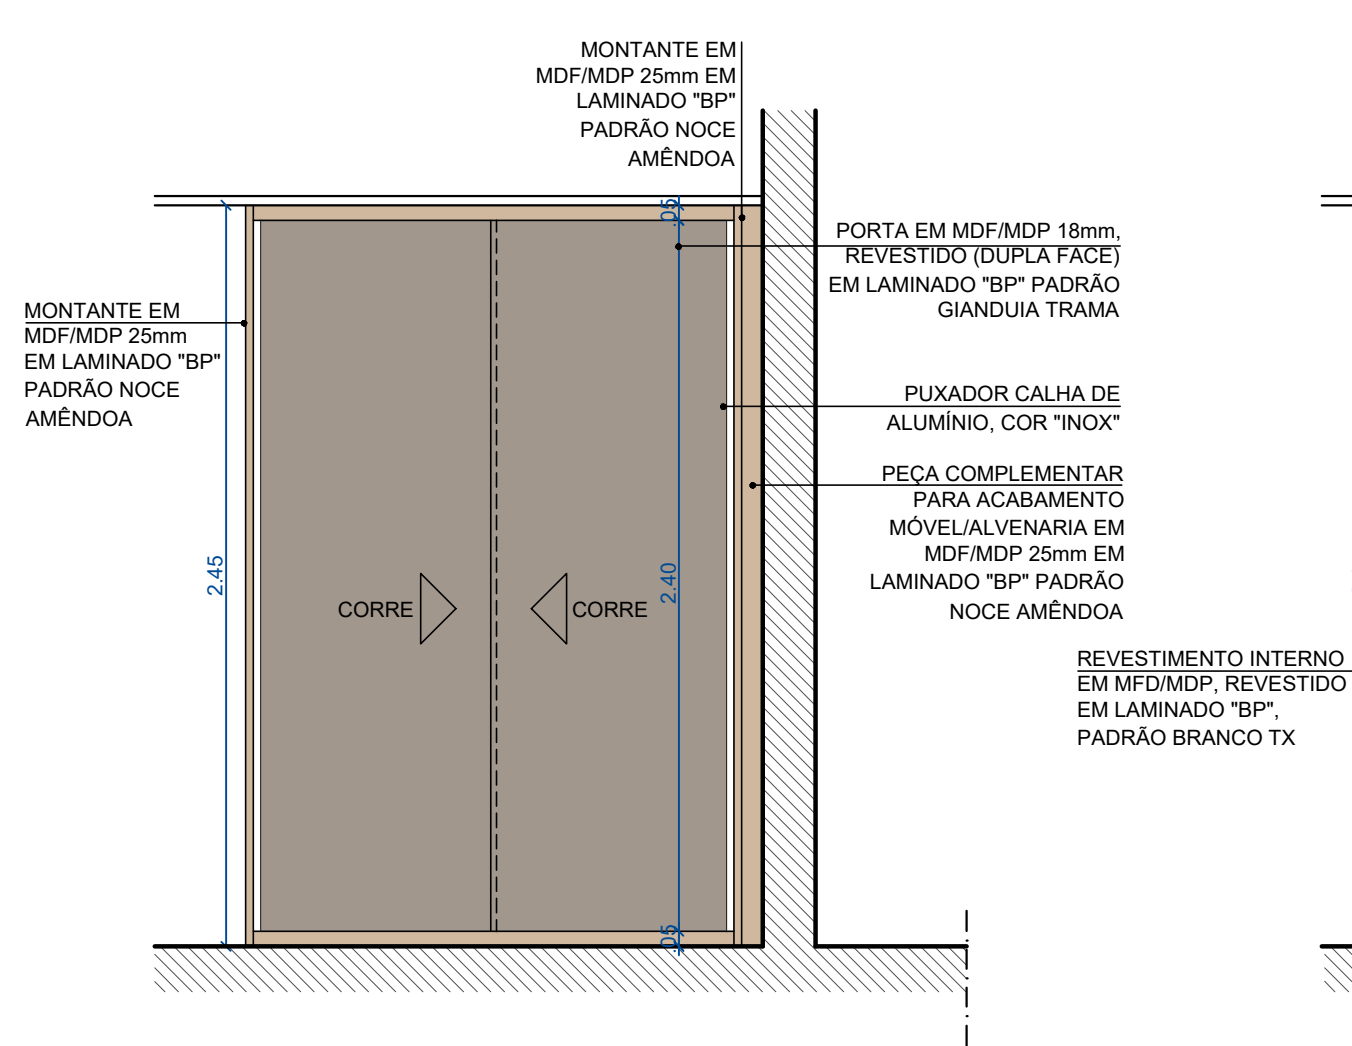 MONTANTE EM
MDF/MDP 25mm EM
LAMINADO "BP"
PADRÃO NOCE
AMÊNDOA
.05
PORTA EM MDF/MDP 18mm,
REVESTIDO (DUPLA FACE)
EM LAMINADO "BP" PADRÃO
GIANDUIA TRAMA
MONTANTE EM
MDF/MDP 25mm
EM LAMINADO "BP"
PADRÃO NOCE
AMÊNDOA
PUXADOR CALHA DE
ALUMÍNIO, COR "INOX"
PEÇA COMPLEMENTAR
PARA ACABAMENTO
MÓVEL/ALVENARIA EM
MDF/MDP 25mm EM
LAMINADO "BP" PADRÃO
NOCE AMÊNDOA
2.45
2.40
CORRE
CORRE
REVESTIMENTO INTERNO
EM MFD/MDP, REVESTIDO
EM LAMINADO "BP",
PADRÃO BRANCO TX
.05